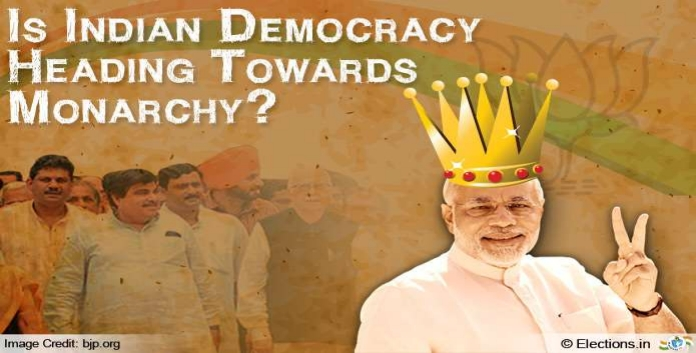 Is Indian Democracy
Heading Towards
Monarchy?
Image Credit: bjp.org
© Elections.in